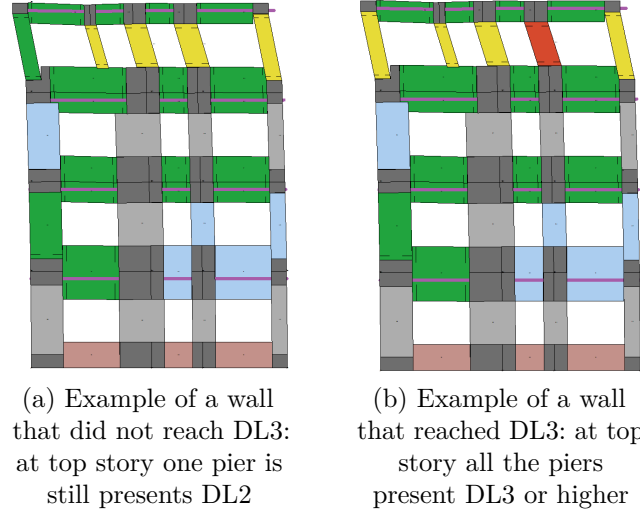 (a) Example of a wall
that did not reach DL3:
at top story one pier is
still presents DL2
(b) Example of a wall
that reached DL3: at top
story all the piers
present DL3 or higher